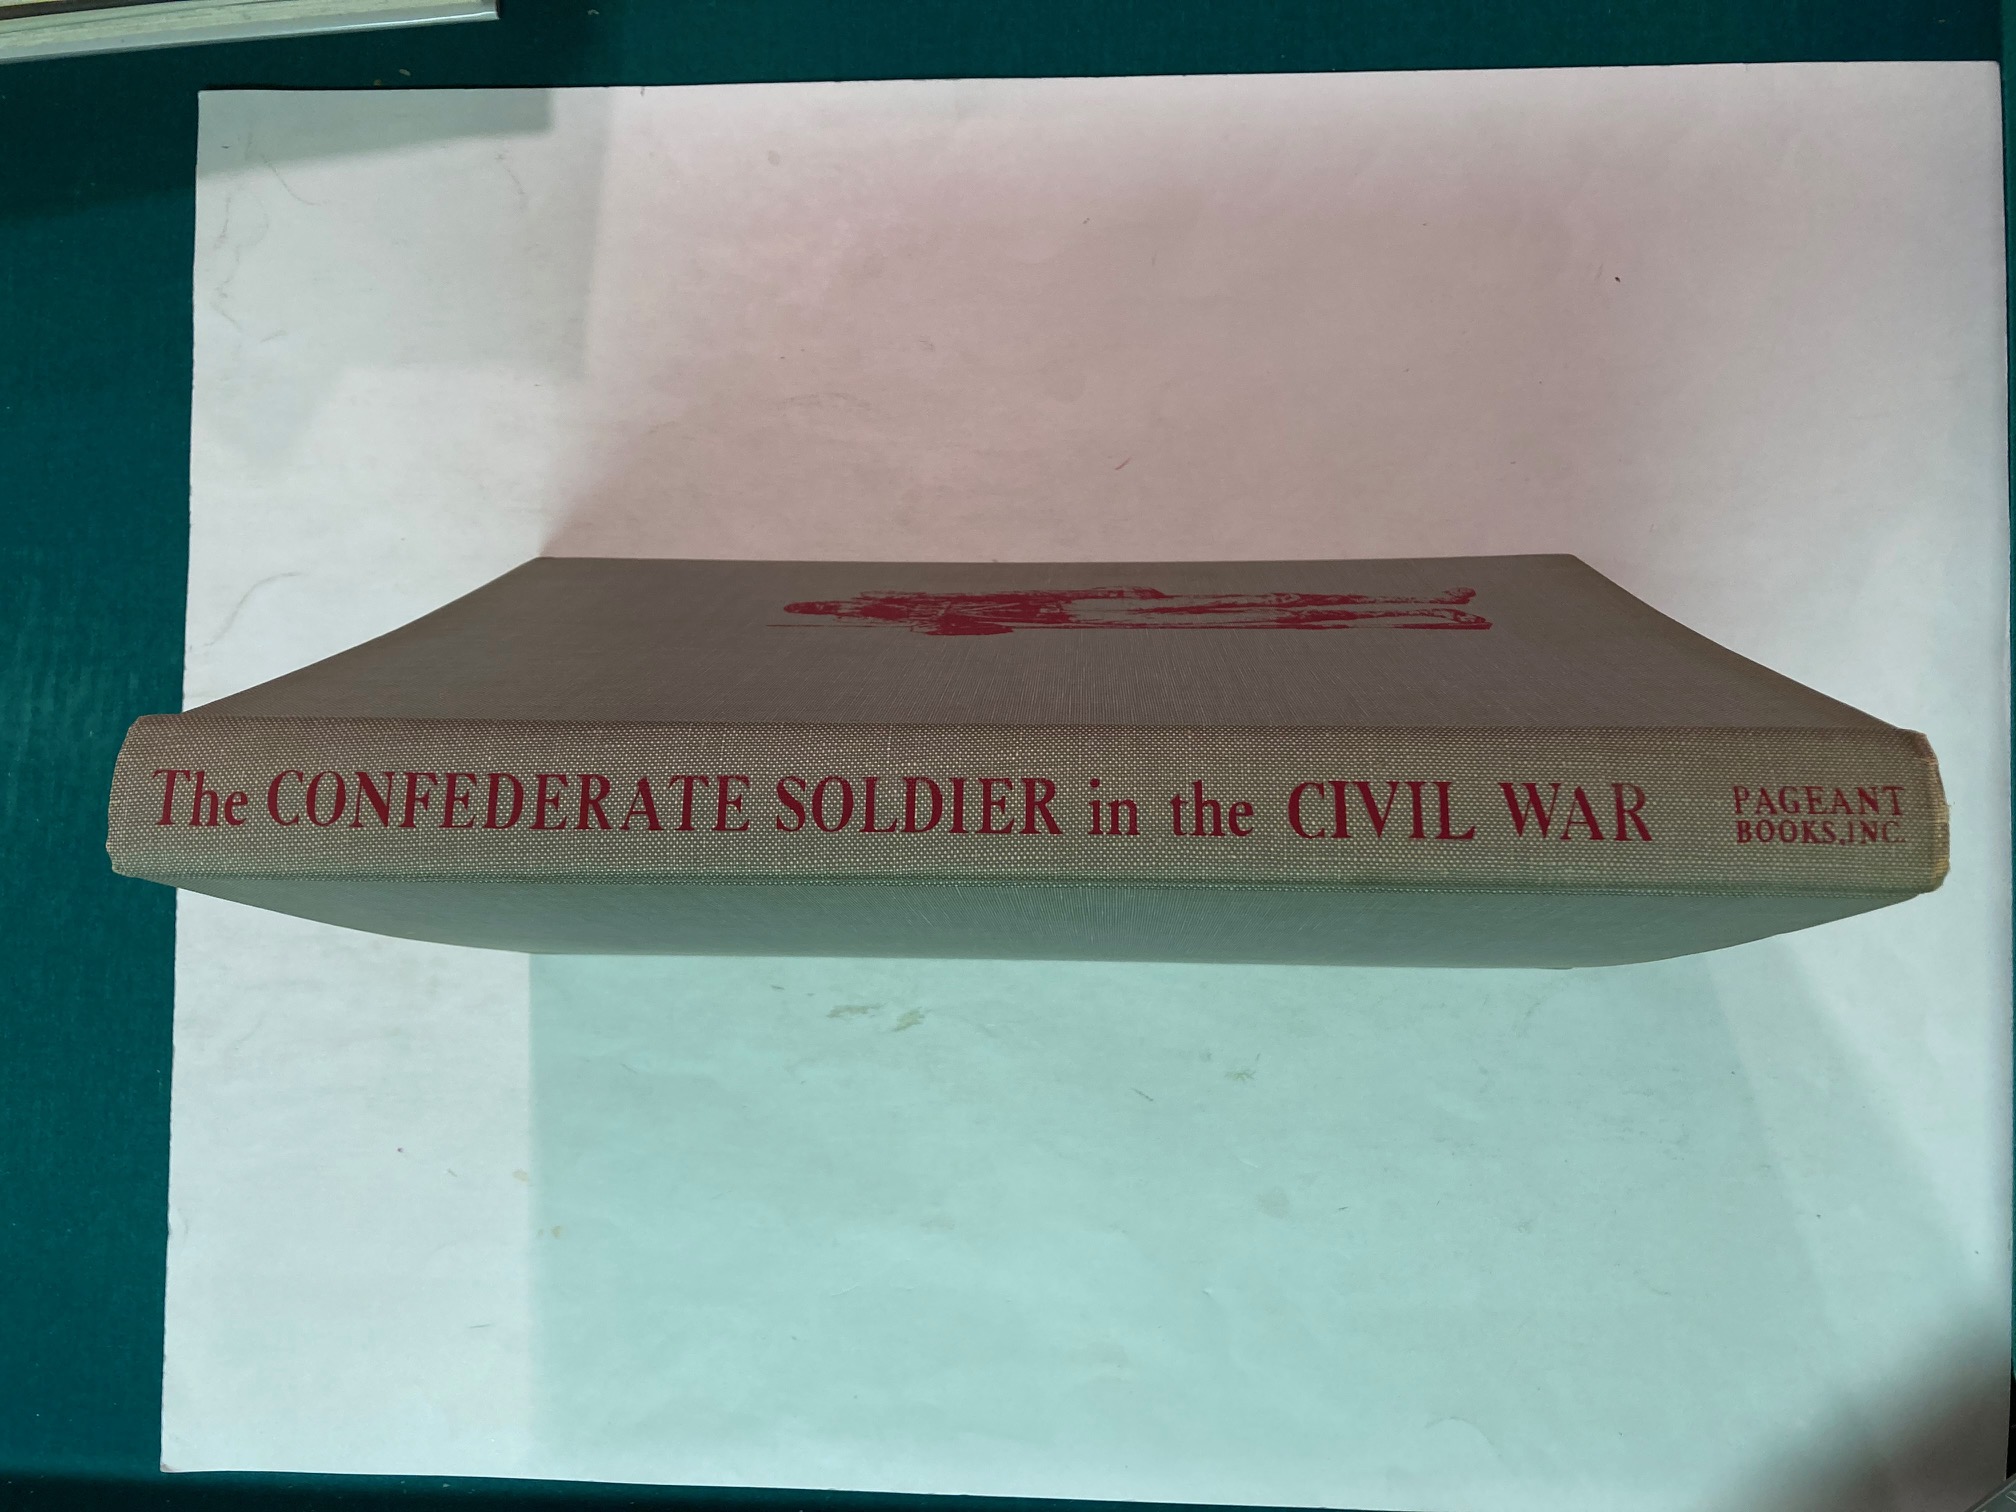 The CONFEDERATE SOLDIER in the CIVIL WAR
PAGEANT
BOOKS, INC.